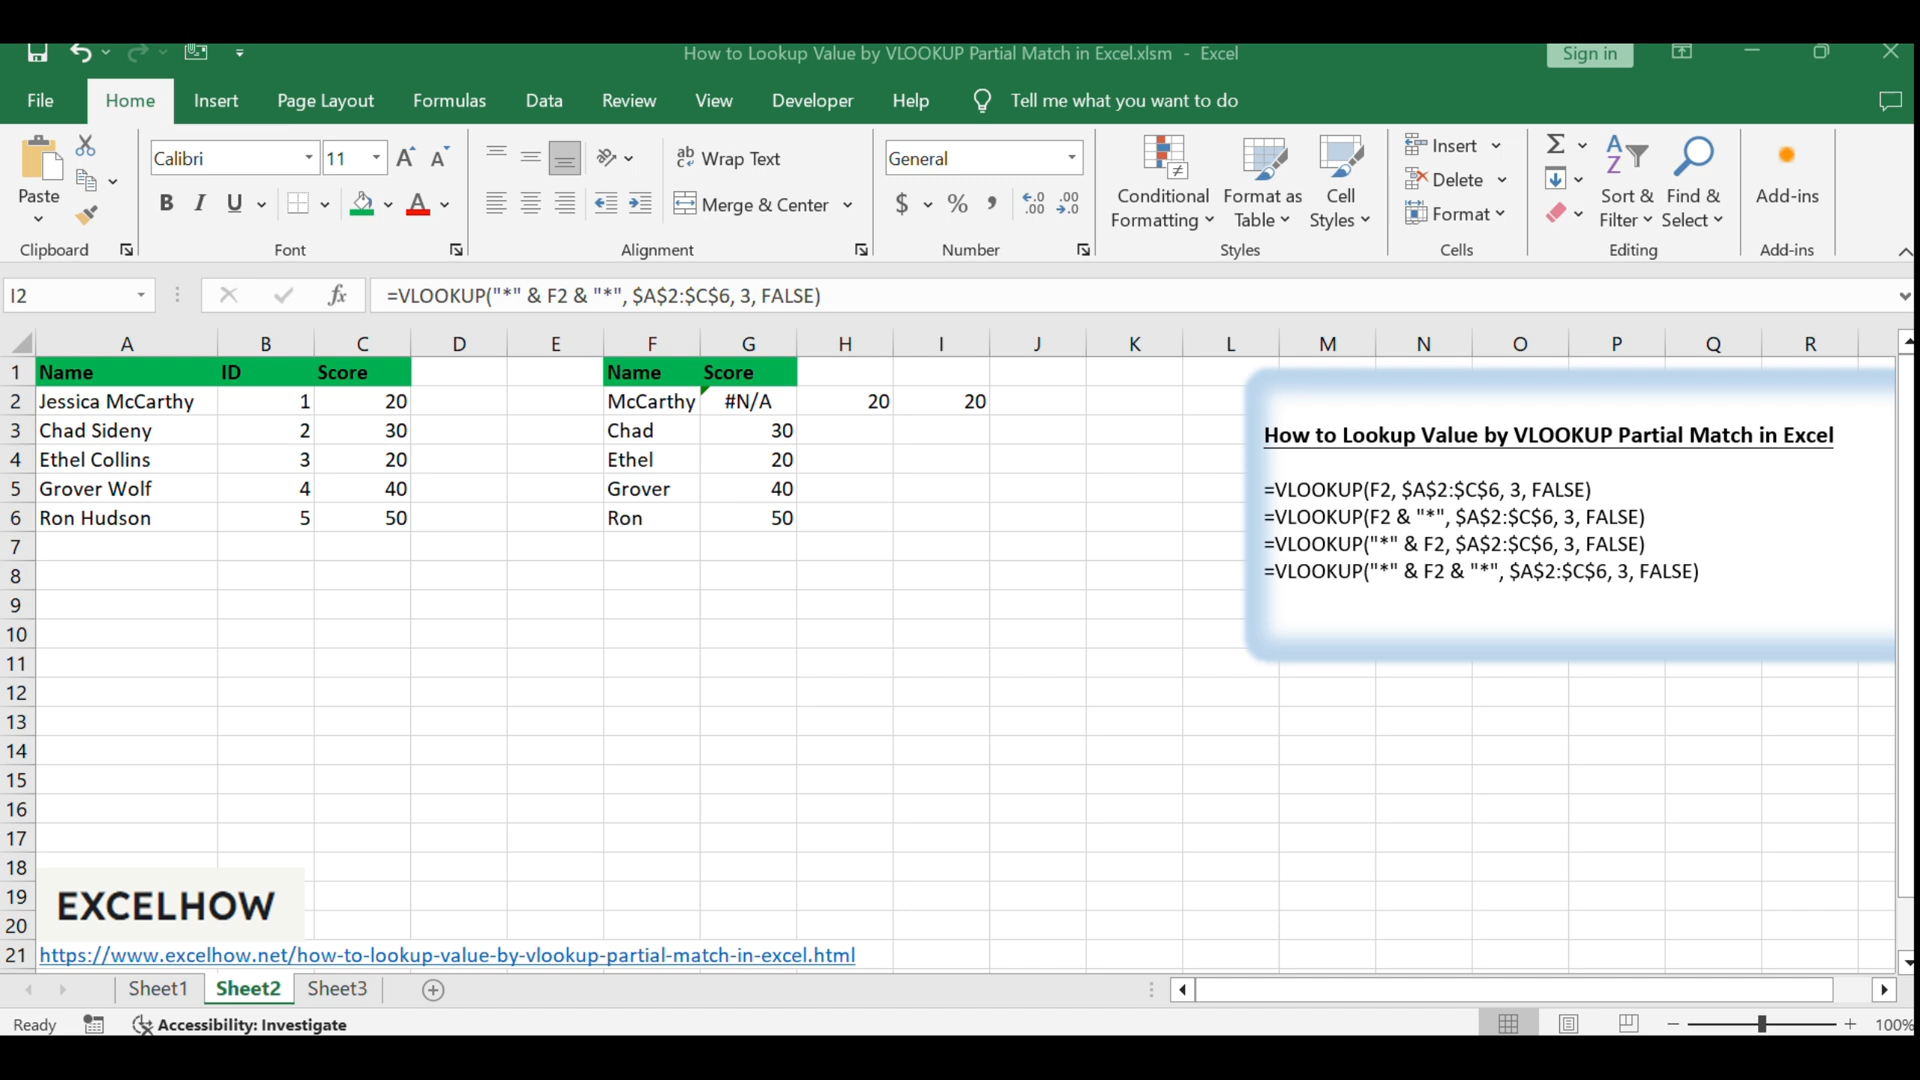 How to Lookup Value by VLOOKUP Partial Match in Excel.xlsm - Excel
Sign in
File Home Insert Page Layout Formulas Data Review View Developer Help Tell me what you want to do
Paste
Clipboard
Calibri 11
B I U A
Font
Wrap Text
Merge & Center
Alignment
General
$ % ,
Number
Conditional Formatting
Format as Table
Cell Styles
Styles
Insert
Delete
Format
Cells
Sort & Filter
Find & Select
Editing
Add-ins
Add-ins
I2 fx =VLOOKUP("*" & F2 & "*", $A$2:$C$6, 3, FALSE)
A B C D E F G H I J K L M N O P Q R
1 Name ID Score Name Score
2 Jessica McCarthy 1 20 McCarthy #N/A 20 20
3 Chad Sideny 2 30 Chad 30
4 Ethel Collins 3 20 Ethel 20
5 Grover Wolf 4 40 Grover 40
6 Ron Hudson 5 50 Ron 50
How to Lookup Value by VLOOKUP Partial Match in Excel
=VLOOKUP(F2, $A$2:$C$6, 3, FALSE)
=VLOOKUP(F2 & "*", $A$2:$C$6, 3, FALSE)
=VLOOKUP("*" & F2, $A$2:$C$6, 3, FALSE)
=VLOOKUP("*" & F2 & "*", $A$2:$C$6, 3, FALSE)
7
8
9
10
11
12
13
14
15
16
17
18
19 EXCELHOW
20
21 https://www.excelhow.net/how-to-lookup-value-by-vlookup-partial-match-in-excel.html
Sheet1 Sheet2 Sheet3
Ready Accessibility: Investigate 100%